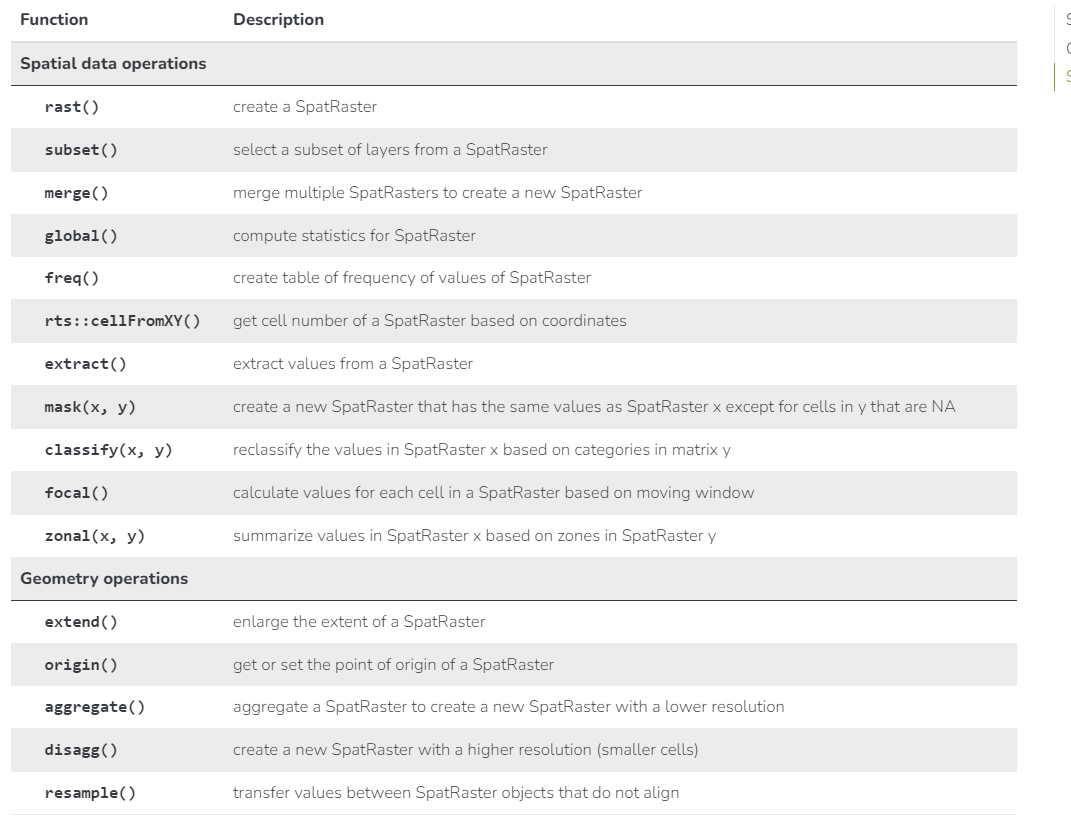 Function Description
Spatial data operations
rast() create a SpatRaster
subset() select a subset of layers from a SpatRaster
merge() merge multiple SpatRasters to create a new SpatRaster
global() compute statistics for SpatRaster
freq() create table of frequency of values of SpatRaster
rts::cellFromXY() get cell number of a SpatRaster based on coordinates
extract() extract values from a SpatRaster
mask(x, y) create a new SpatRaster that has the same values as SpatRaster x except for cells in y that are NA
classify(x, y) reclassify the values in SpatRaster x based on categories in matrix y
focal() calculate values for each cell in a SpatRaster based on moving window
zonal(x, y) summarize values in SpatRaster x based on zones in SpatRaster y
Geometry operations
extend() enlarge the extent of a SpatRaster
origin() get or set the point of origin of a SpatRaster
aggregate() aggregate a SpatRaster to create a new SpatRaster with a lower resolution
disagg() create a new SpatRaster with a higher resolution (smaller cells)
resample() transfer values between SpatRaster objects that do not align